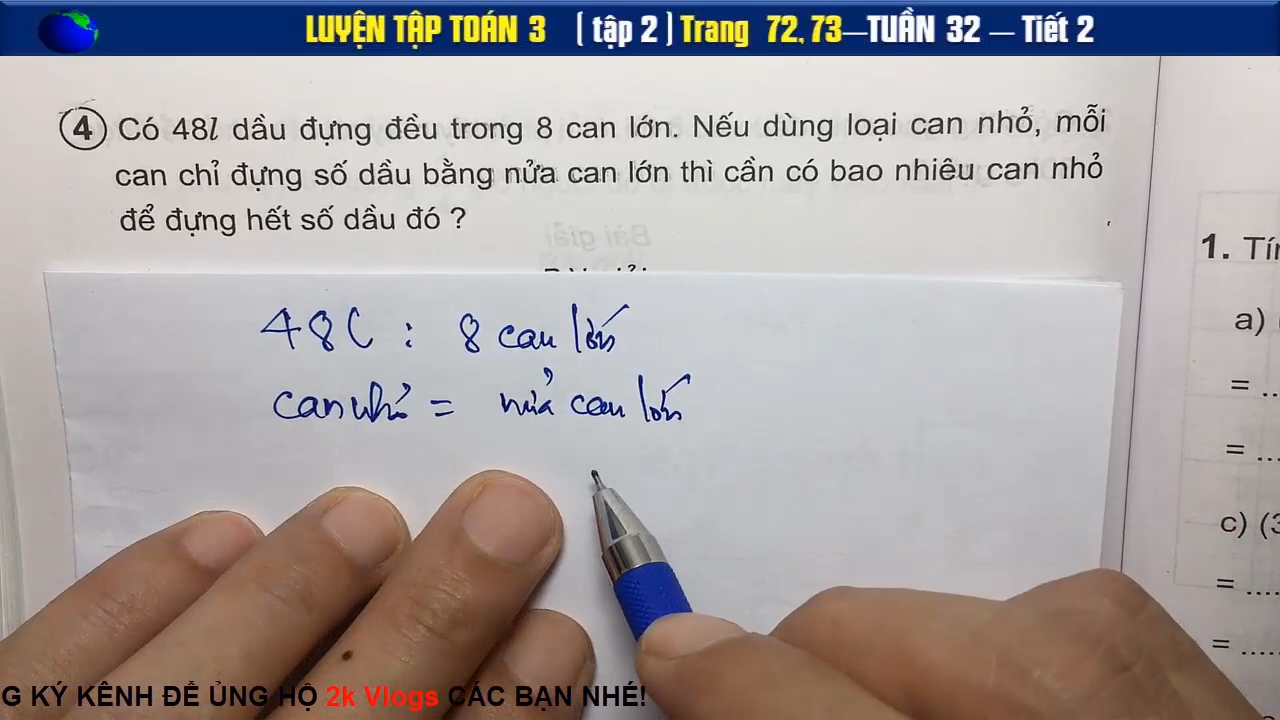 LUYỆN TẬP TOÁN 3 ( tập 2 ) Trang 72, 73—TUẦN 32 — Tiết 2
4 Có 48l dầu đựng đều trong 8 can lớn. Nếu dùng loại can nhỏ, mỗi
can chỉ đựng số dầu bằng nửa can lớn thì cần có bao nhiêu can nhỏ
để đựng hết số dầu đó ?
48l : 8 can lớn
can nhỏ = nửa can lớn
1. Tí
a)
= ..
= ...
c) (3
= ....
= .....
G KÝ KÊNH ĐỂ ỦNG HỘ 2k Vlogs CÁC BẠN NHÉ!